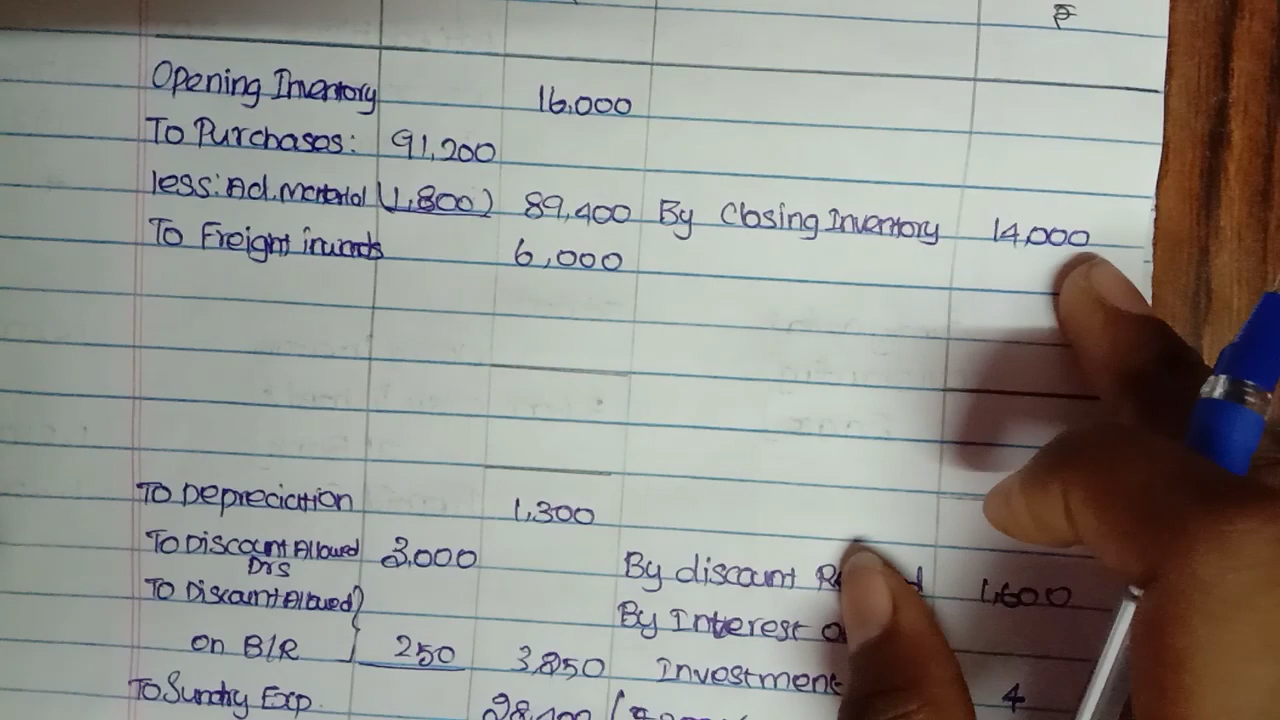 ₹
Opening Inventory 16,000
To Purchases: 91,200
less: Ad. Material (1,800) 89,400 By Closing Inventory 14,000
To Freight inwards 6,000
To Depreciation 1,300
To Discount Allowed 3,000 By discount 1,600
Drs
To Discount Allowed } By Interest
on B/R 250 3,850 Investment
To Sundry Exp. 4